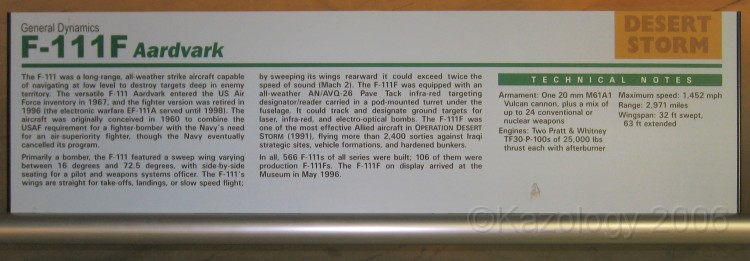 General Dynamics
F-111F Aardvark
The F-111 was a long-range, all-weather strike aircraft capable
of navigating at low level to destroy targets deep in enemy
territory. The versatile F-111 Aardvark entered the US Air
Force inventory in 1967, and the fighter version was retired in
1996 (the electronic warfare EF-111A served until 1998). The
aircraft was originally conceived in 1960 to combine the
USAF requirement for a fighter-bomber with the Navy's need
for an air-superiority fighter, though the Navy eventually
cancelled its program.
Primarily a bomber, the F-111 featured a sweep wing varying
between 16 degrees and 72.5 degrees, with side-by-side
seating for a pilot and weapons systems officer. The F-111's
wings are straight for take-offs, landings, or slow speed flight;
by sweeping its wings rearward it could exceed twice the
speed of sound (Mach 2). The F-111F was equipped with an
all-weather AN/AVQ-26 Pave Tack infra-red targeting
designator/reader carried in a pod-mounted turret under the
fuselage. It could track and designate ground targets for
laser, infra-red, and electro-optical bombs. The F-111F was
one of the most effective Allied aircraft in OPERATION DESERT
STORM (1991), flying more than 2,400 sorties against Iraqi
strategic sites, vehicle formations, and hardened bunkers.
In all, 566 F-111s of all series were built; 106 of them were
production F-111Fs. The F-111F on display arrived at the
Museum in May 1996.
DESERT
STORM
TECHNICAL NOTES
Armament: One 20 mm M61A1
Vulcan cannon, plus a mix of
up to 24 conventional or
nuclear weapons
Engines: Two Pratt & Whitney
TF30-P-100s of 25,000 lbs
thrust each with afterburner
Maximum speed: 1,452 mph
Range: 2,971 miles
Wingspan: 32 ft swept,
63 ft extended
©Kazology 2006